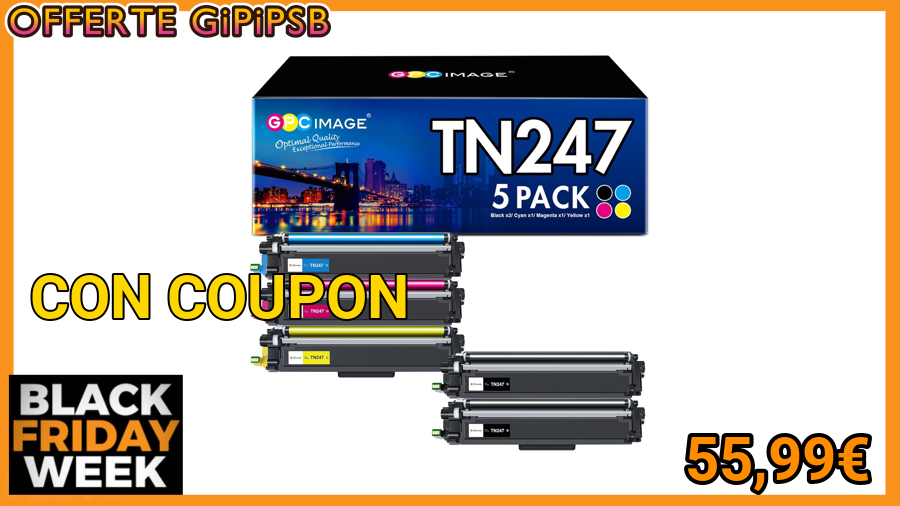 OFFERTE GiPiPSB
GPC IMAGE®
GPC IMAGE®
Optimal Quality
Exceptional Performance
TN247
5 PACK
Black x2/ Cyan x1/ Magenta x1/ Yellow x1
TN247
CON COUPON
TN247
TN247
TN247
TN247
BLACK
FRIDAY
WEEK
55,99€